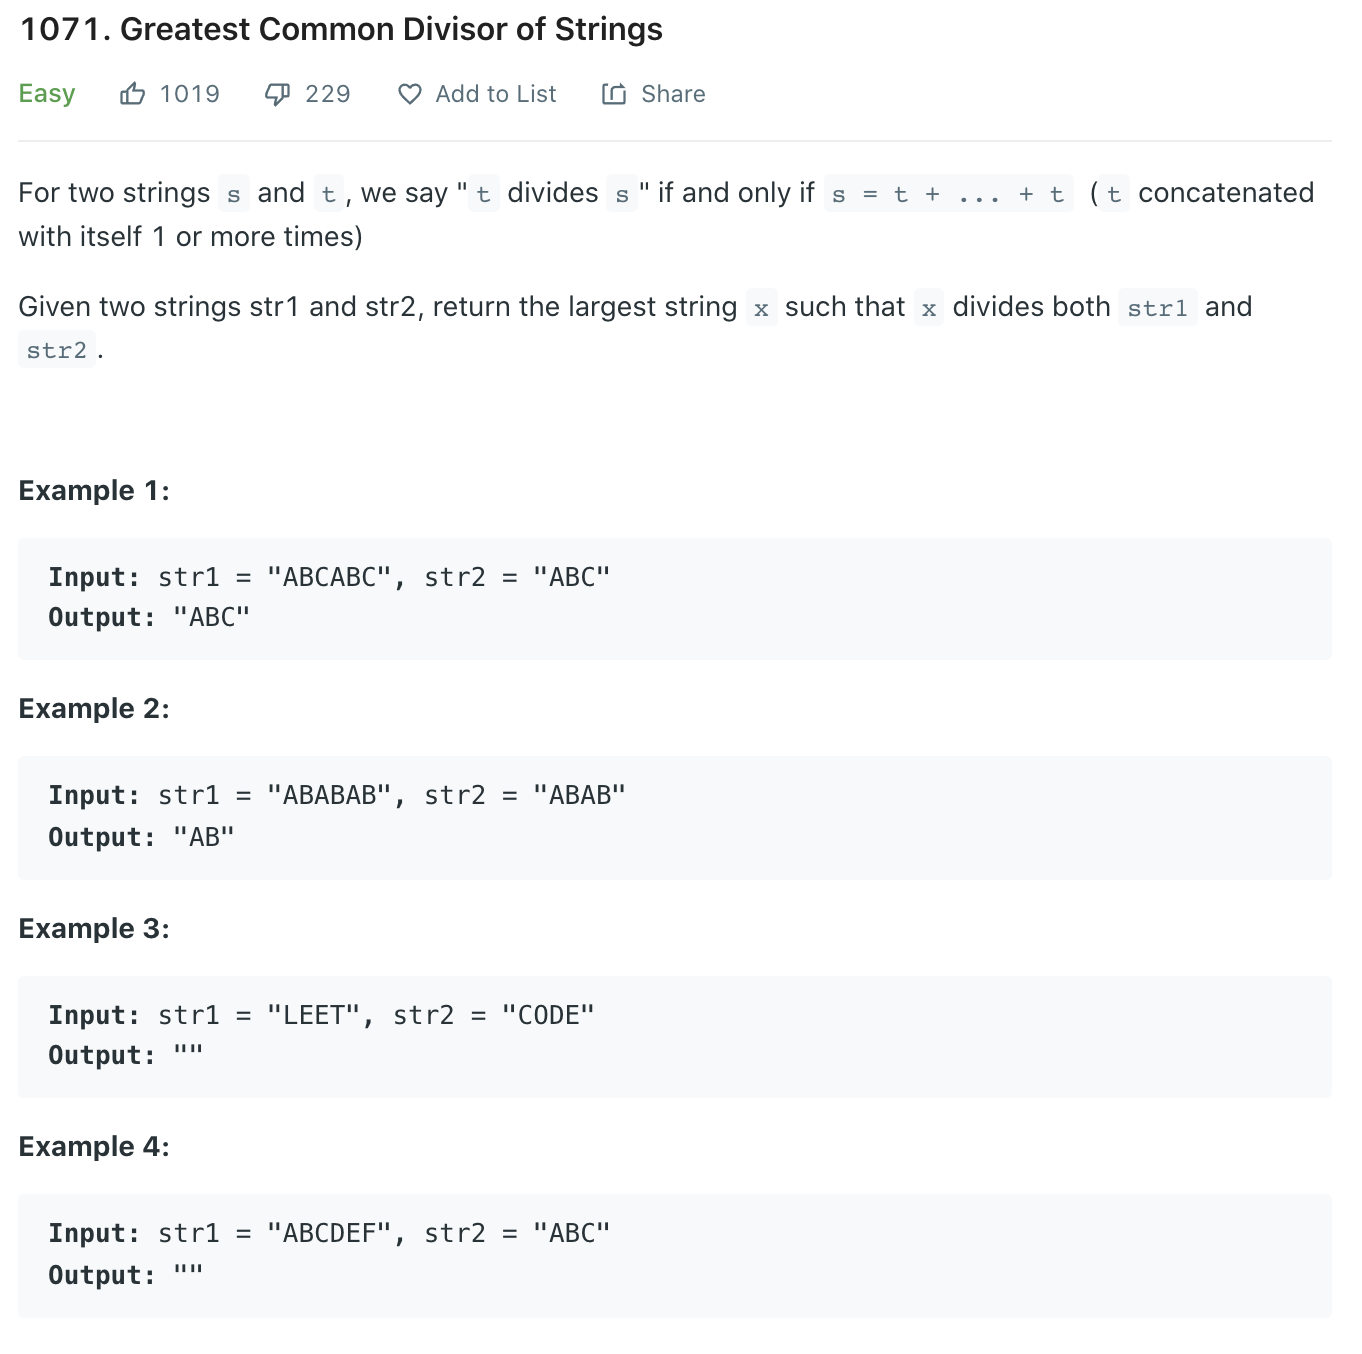 1071. Greatest Common Divisor of Strings
Easy 1019 229 Add to List Share
For two strings s and t, we say "t divides s" if and only if s = t + ... + t (t concatenated
with itself 1 or more times)
Given two strings str1 and str2, return the largest string x such that x divides both str1 and
str2.
Example 1:
Input: str1 = "ABCABC", str2 = "ABC"
Output: "ABC"
Example 2:
Input: str1 = "ABABAB", str2 = "ABAB"
Output: "AB"
Example 3:
Input: str1 = "LEET", str2 = "CODE"
Output: ""
Example 4:
Input: str1 = "ABCDEF", str2 = "ABC"
Output: ""